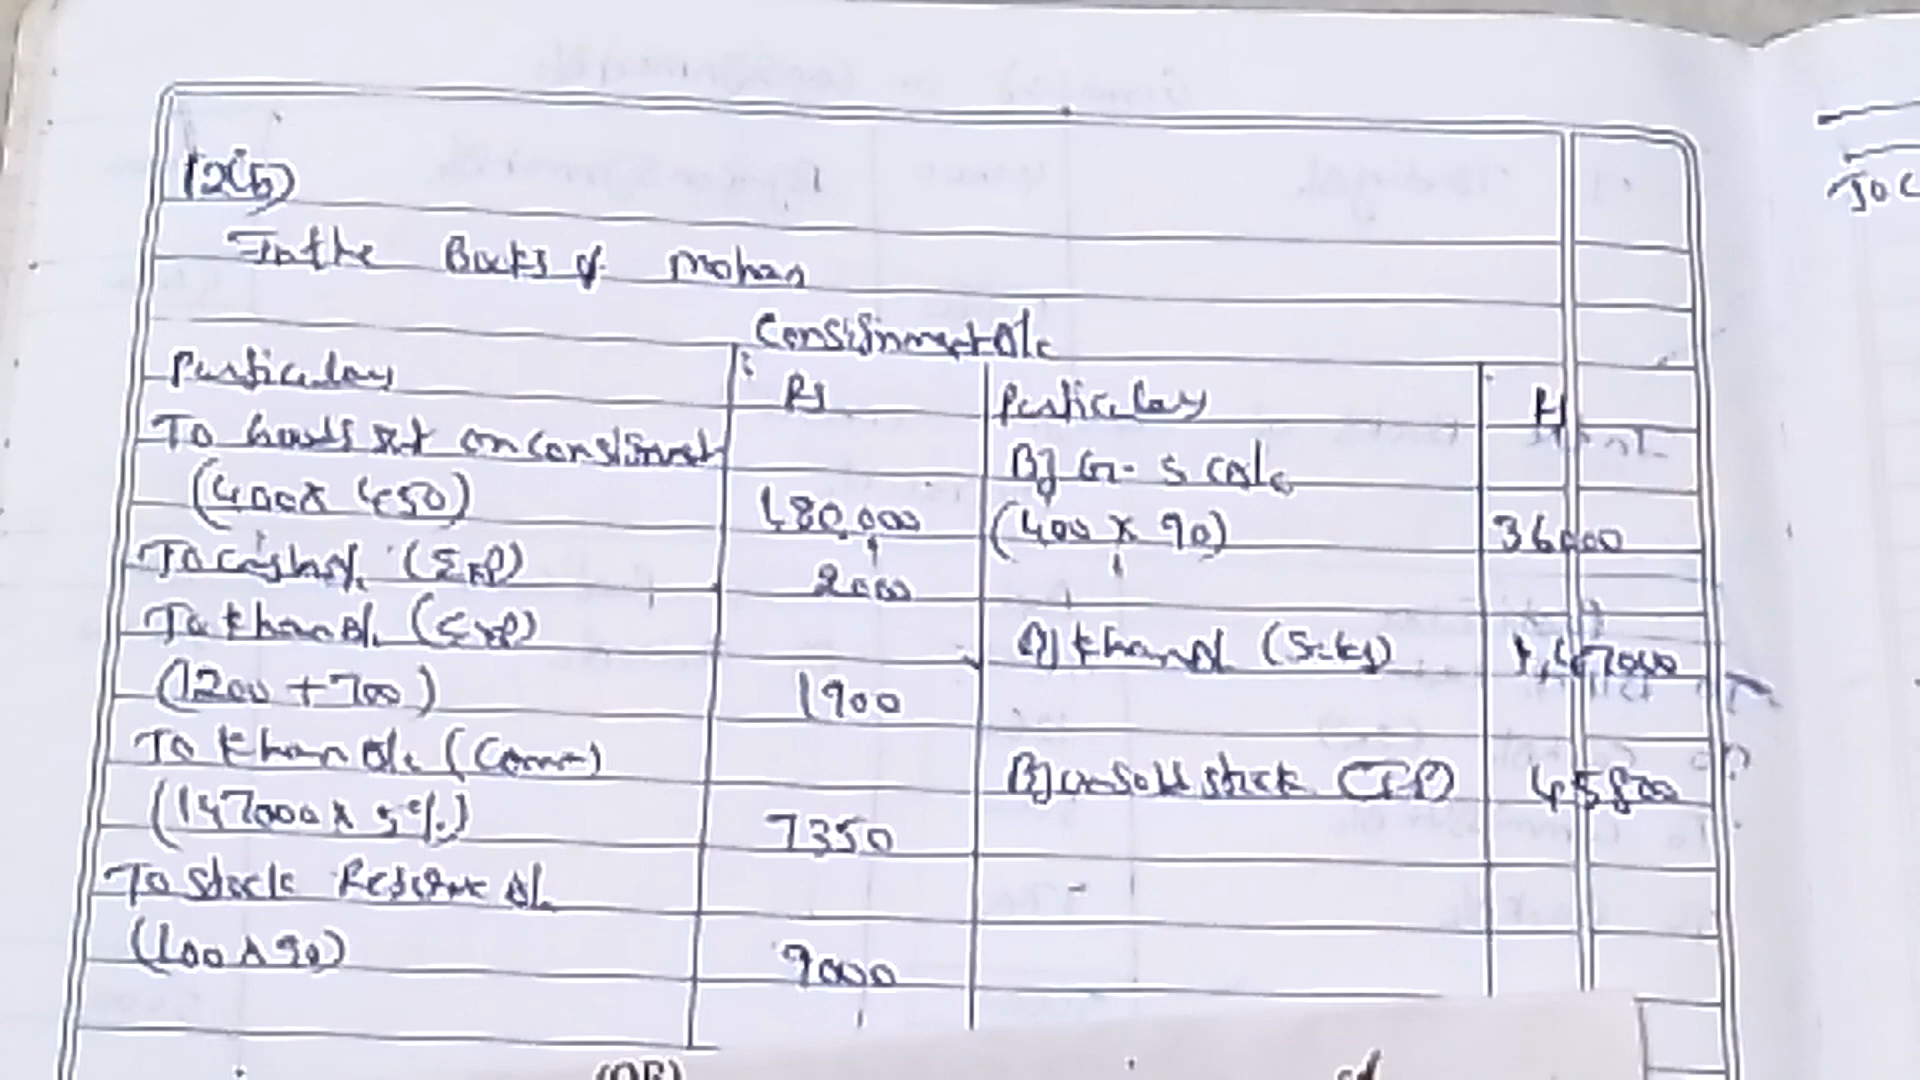 12(b)
In the Books of Mohan
Consignment A/c
Particulars Rs Particulars Rs
To Goods sent on Consignment By G.S C A/c
(400 x 450) 180,000 (400 x 90) 36000
To Cash A/c (Exp) 2000
To Khan A/c (Exp) By Khan A/c (Sales) 1,47000
(1200 + 700) 1900
To Khan A/c (Comm) By unsold stock (I.P) 45800
(147000 x 5%) 7350
To Stock Reserve A/c
(100 x 90) 9000
(OR)
To C